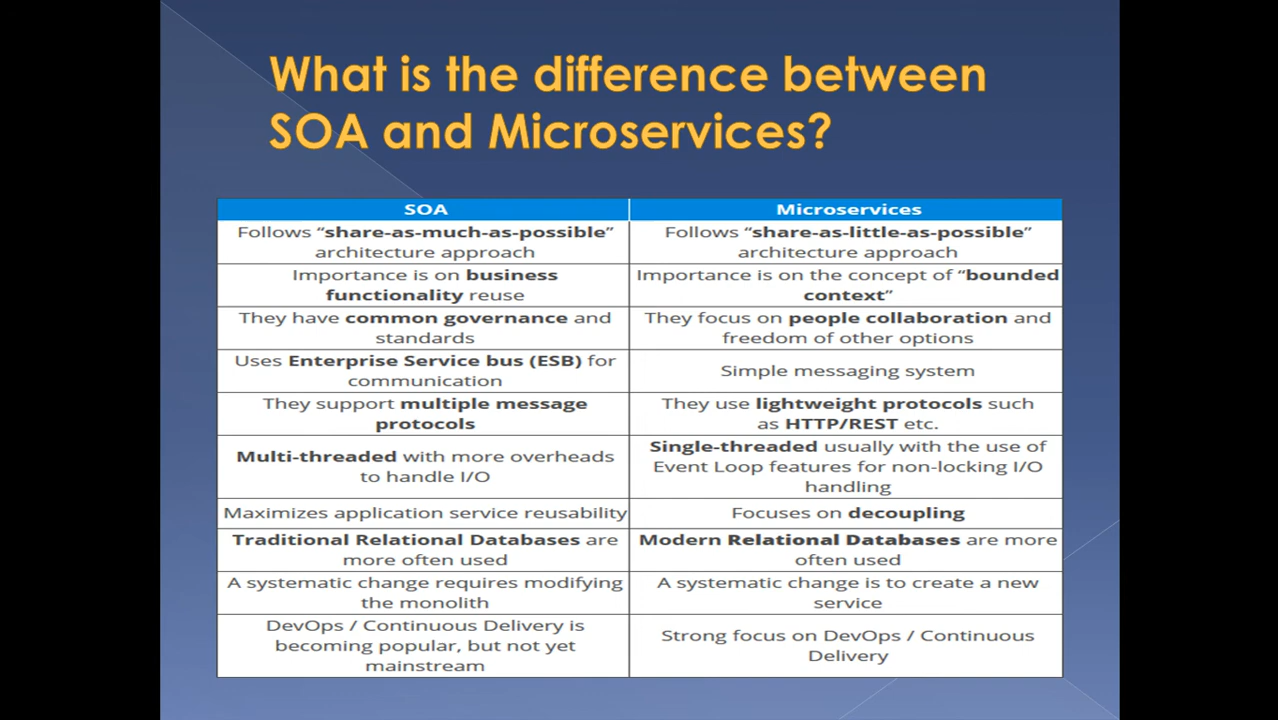 What is the difference between
SOA and Microservices?
SOA
Microservices
Follows “share-as-much-as-possible”
architecture approach
Follows “share-as-little-as-possible”
architecture approach
Importance is on business
functionality reuse
Importance is on the concept of “bounded
context”
They have common governance and
standards
They focus on people collaboration and
freedom of other options
Uses Enterprise Service bus (ESB) for
communication
Simple messaging system
They support multiple message
protocols
They use lightweight protocols such
as HTTP/REST etc.
Multi-threaded with more overheads
to handle I/O
Single-threaded usually with the use of
Event Loop features for non-locking I/O
handling
Maximizes application service reusability
Focuses on decoupling
Traditional Relational Databases are
more often used
Modern Relational Databases are more
often used
A systematic change requires modifying
the monolith
A systematic change is to create a new
service
DevOps / Continuous Delivery is
becoming popular, but not yet
mainstream
Strong focus on DevOps / Continuous
Delivery